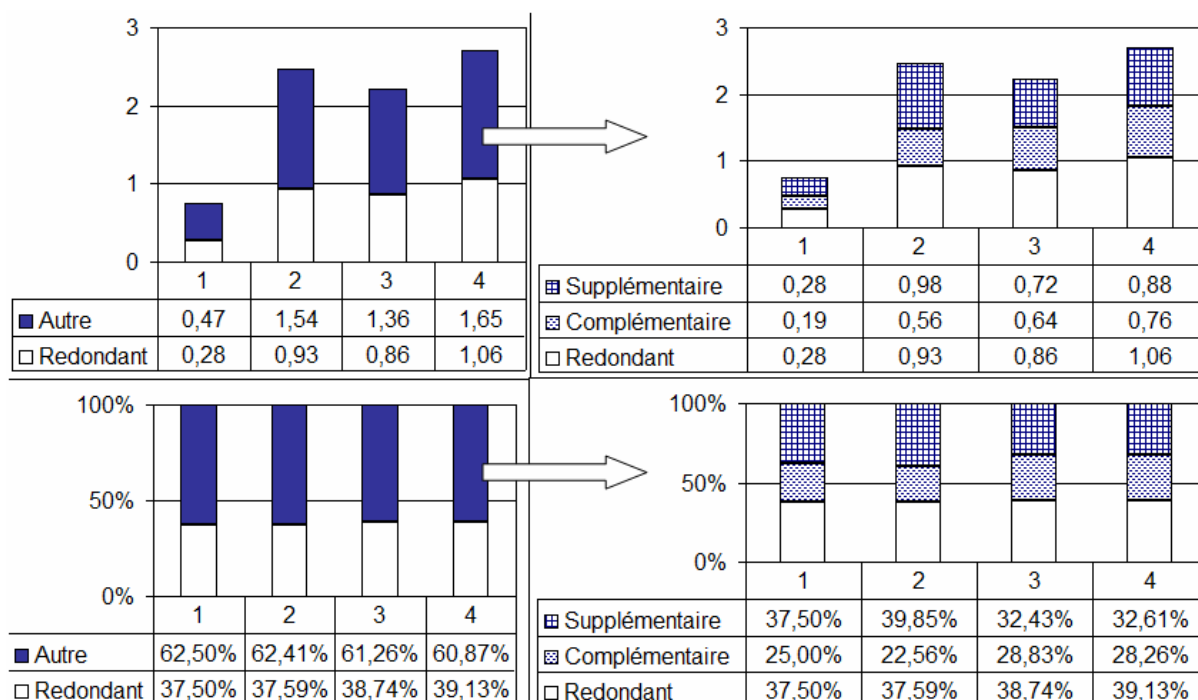 3
2
1
0
1 2 3 4
Autre 0,47 1,54 1,36 1,65
Redondant 0,28 0,93 0,86 1,06
3
2
1
0
1 2 3 4
Supplémentaire 0,28 0,98 0,72 0,88
Complémentaire 0,19 0,56 0,64 0,76
Redondant 0,28 0,93 0,86 1,06
100%
50%
0%
1 2 3 4
Autre 62,50% 62,41% 61,26% 60,87%
Redondant 37,50% 37,59% 38,74% 39,13%
100%
50%
0%
1 2 3 4
Supplémentaire 37,50% 39,85% 32,43% 32,61%
Complémentaire 25,00% 22,56% 28,83% 28,26%
Redondant 37,50% 37,59% 38,74% 39,13%